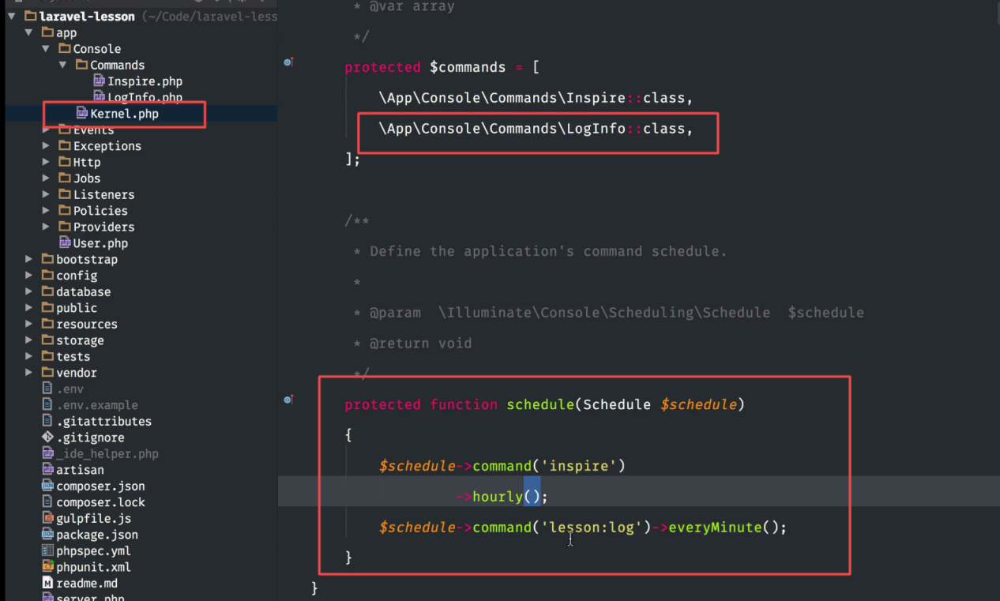 laravel-lesson (~/Code/laravel-less
app
Console
Commands
Inspire.php
LogInfo.php
Kernel.php
Events
Exceptions
Http
Jobs
Listeners
Policies
Providers
User.php
bootstrap
config
database
public
resources
storage
tests
vendor
.env
.env.example
.gitattributes
.gitignore
_ide_helper.php
artisan
composer.json
composer.lock
gulpfile.js
package.json
phpspec.yml
phpunit.xml
readme.md
server.php
* @var array
*/
protected $commands = [
\App\Console\Commands\Inspire::class,
\App\Console\Commands\LogInfo::class,
];
/**
* Define the application's command schedule.
*
* @param  \Illuminate\Console\Scheduling\Schedule  $schedule
* @return void
*/
protected function schedule(Schedule $schedule)
{
$schedule->command('inspire')
->hourly();
$schedule->command('lesson:log')->everyMinute();
}
}